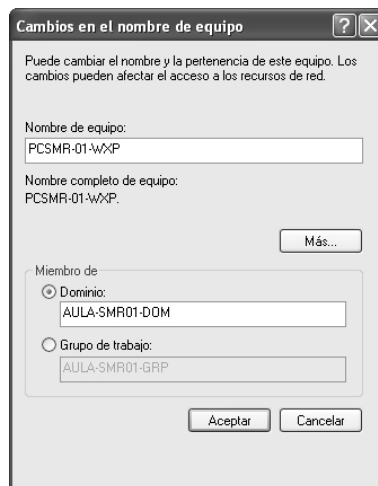 Cambios en el nombre de equipo
Puede cambiar el nombre y la pertenencia de este equipo. Los
cambios pueden afectar el acceso a los recursos de red.
Nombre de equipo:
PCSMR-01-WXP
Nombre completo de equipo:
PCSMR-01-WXP.
Más...
Miembro de
Dominio:
AULA-SMR01-DOM
Grupo de trabajo:
AULA-SMR01-GRP
Aceptar
Cancelar